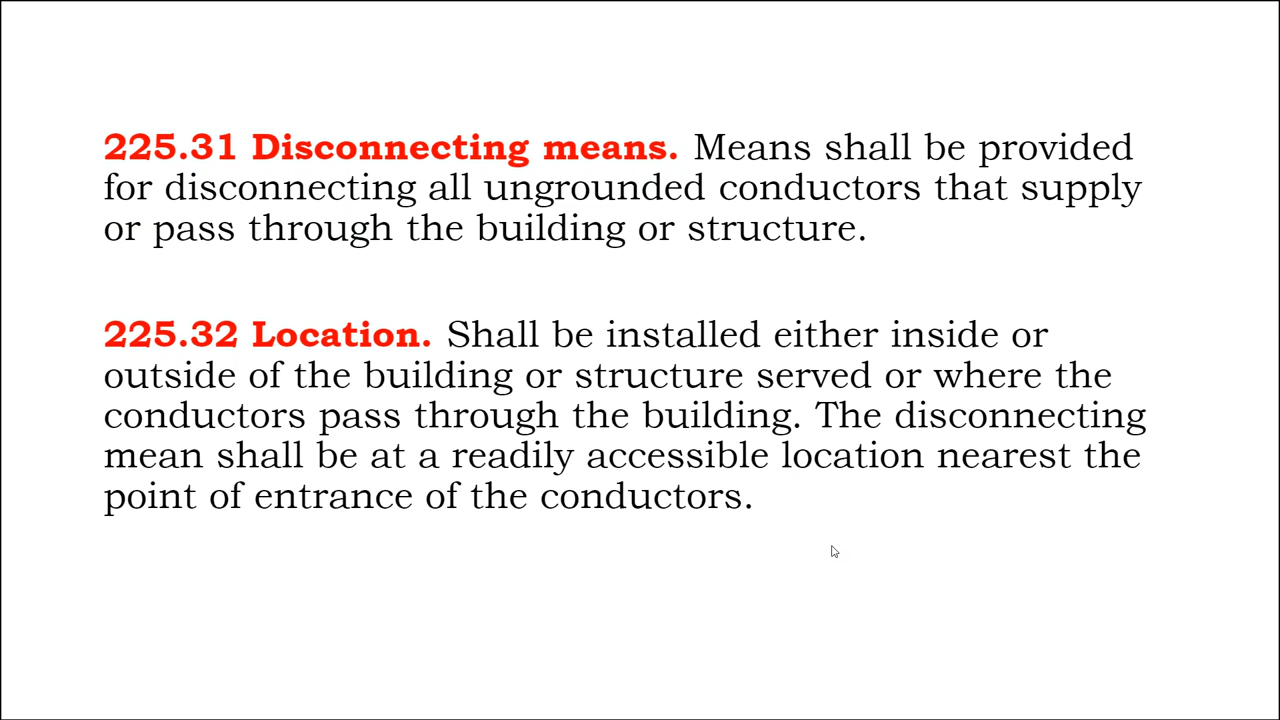 225.31 Disconnecting means. Means shall be provided
for disconnecting all ungrounded conductors that supply
or pass through the building or structure.
225.32 Location. Shall be installed either inside or
outside of the building or structure served or where the
conductors pass through the building. The disconnecting
mean shall be at a readily accessible location nearest the
point of entrance of the conductors.